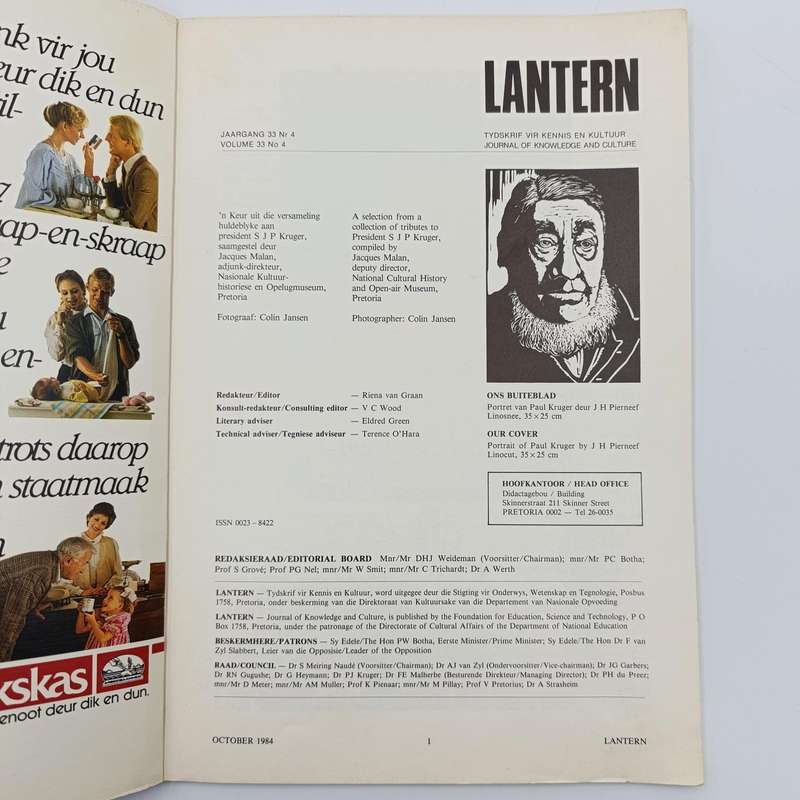 nk vir jou
eur dik en dun
il-
ap-en-skraap
e
en-
trots daarop
staatmaak
kskas
enoot deur dik en dun.
LANTERN
JAARGANG 33 Nr 4
VOLUME 33 No 4
TYDSKRIF VIR KENNIS EN KULTUUR
JOURNAL OF KNOWLEDGE AND CULTURE
'n Keur uit die versameling
huldeblyke aan
president S J P Kruger,
saamgestel deur
Jacques Malan,
adjunk-direkteur,
Nasionale Kultuur-
historiese en Opelugmuseum,
Pretoria
Fotograaf: Colin Jansen
A selection from a
collection of tributes to
President S J P Kruger,
compiled by
Jacques Malan,
deputy director,
National Cultural History
and Open-air Museum,
Pretoria
Photographer: Colin Jansen
Redakteur/Editor — Riena van Graan
Konsult-redakteur/Consulting editor — V C Wood
Literary adviser — Eldred Green
Technical adviser/Tegniese adviseur — Terence O'Hara
ONS BUITEBLAD
Portret van Paul Kruger deur J H Pierneef
Linosnee, 35 × 25 cm
OUR COVER
Portrait of Paul Kruger by J H Pierneef
Linocut, 35 × 25 cm
HOOFKANTOOR / HEAD OFFICE
Didactagebou / Building
Skinnerstraat 211 Skinner Street
PRETORIA 0002 — Tel 26-0035
ISSN 0023 – 8422
REDAKSIERAAD/EDITORIAL BOARD Mnr/Mr DHJ Weideman (Voorsitter/Chairman); mnr/Mr PC Botha;
Prof S Grové; Prof PG Nel; mnr/Mr W Smit; mnr/Mr C Trichardt; Dr A Werth
LANTERN — Tydskrif vir Kennis en Kultuur, word uitgegee deur die Stigting vir Onderwys, Wetenskap en Tegnologie, Posbus
1758, Pretoria, onder beskerming van die Direktoraat van Kultuursake van die Departement van Nasionale Opvoeding
LANTERN — Journal of Knowledge and Culture, is published by the Foundation for Education, Science and Technology, P O
Box 1758, Pretoria, under the patronage of the Directorate of Cultural Affairs of the Department of National Education
BESKERMHERE/PATRONS — Sy Edele/The Hon PW Botha, Eerste Minister/Prime Minister; Sy Edele/The Hon Dr F van
Zyl Slabbert, Leier van die Opposisie/Leader of the Opposition
RAAD/COUNCIL — Dr S Meiring Naudé (Voorsitter/Chairman); Dr AJ van Zyl (Ondervoorsitter/Vice-chairman); Dr JG Garbers;
Dr RN Gugushe; Dr G Heymann; Dr PJ Kruger; Dr FE Malherbe (Besturende Direkteur/Managing Director); Dr PH du Preez;
mnr/Mr D Meter; mnr/Mr AM Muller; Prof K Pienaar; mnr/Mr M Pillay; Prof V Pretorius; Dr A Strasheim
OCTOBER 1984
1
LANTERN